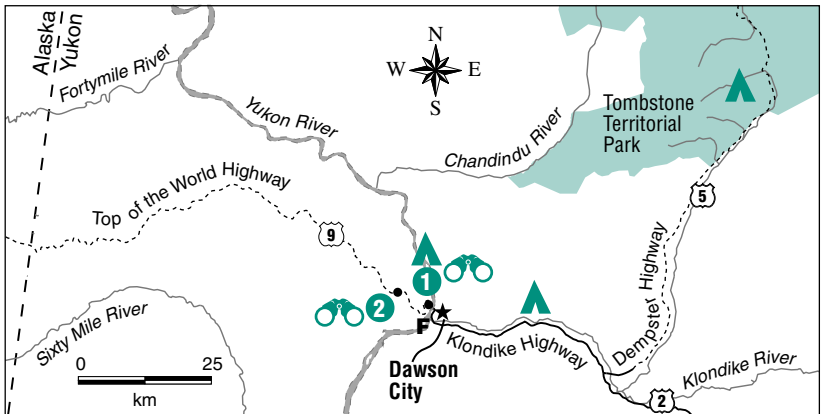 Alaska
Yukon
Fortymile River
N
W
E
S
Yukon River
Chandindu River
Tombstone
Territorial
Park
Top of the World Highway
9
5
1
2
F
Dempster Highway
Sixty Mile River
Klondike Highway
Klondike River
Dawson
City
2
0
25
km